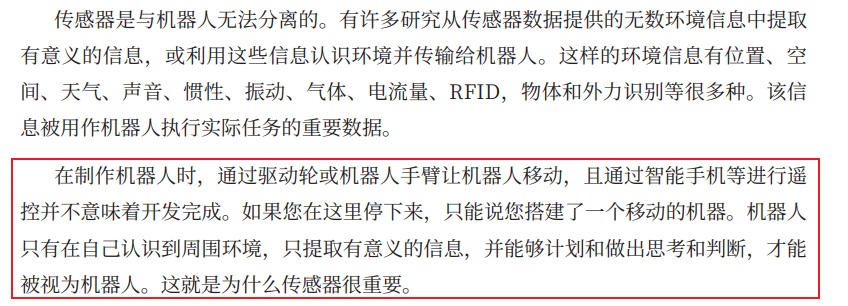 传感器是与机器人无法分离的。有许多研究从传感器数据提供的无数环境信息中提取
有意义的信息，或利用这些信息认识环境并传输给机器人。这样的环境信息有位置、空
间、天气、声音、惯性、振动、气体、电流量、RFID，物体和外力识别等很多种。该信
息被用作机器人执行实际任务的重要数据。
在制作机器人时，通过驱动轮或机器人手臂让机器人移动，且通过智能手机等进行遥
控并不意味着开发完成。如果您在这里停下来，只能说您搭建了一个移动的机器。机器人
只有在自己认识到周围环境，只提取有意义的信息，并能够计划和做出思考和判断，才能
被视为机器人。这就是为什么传感器很重要。